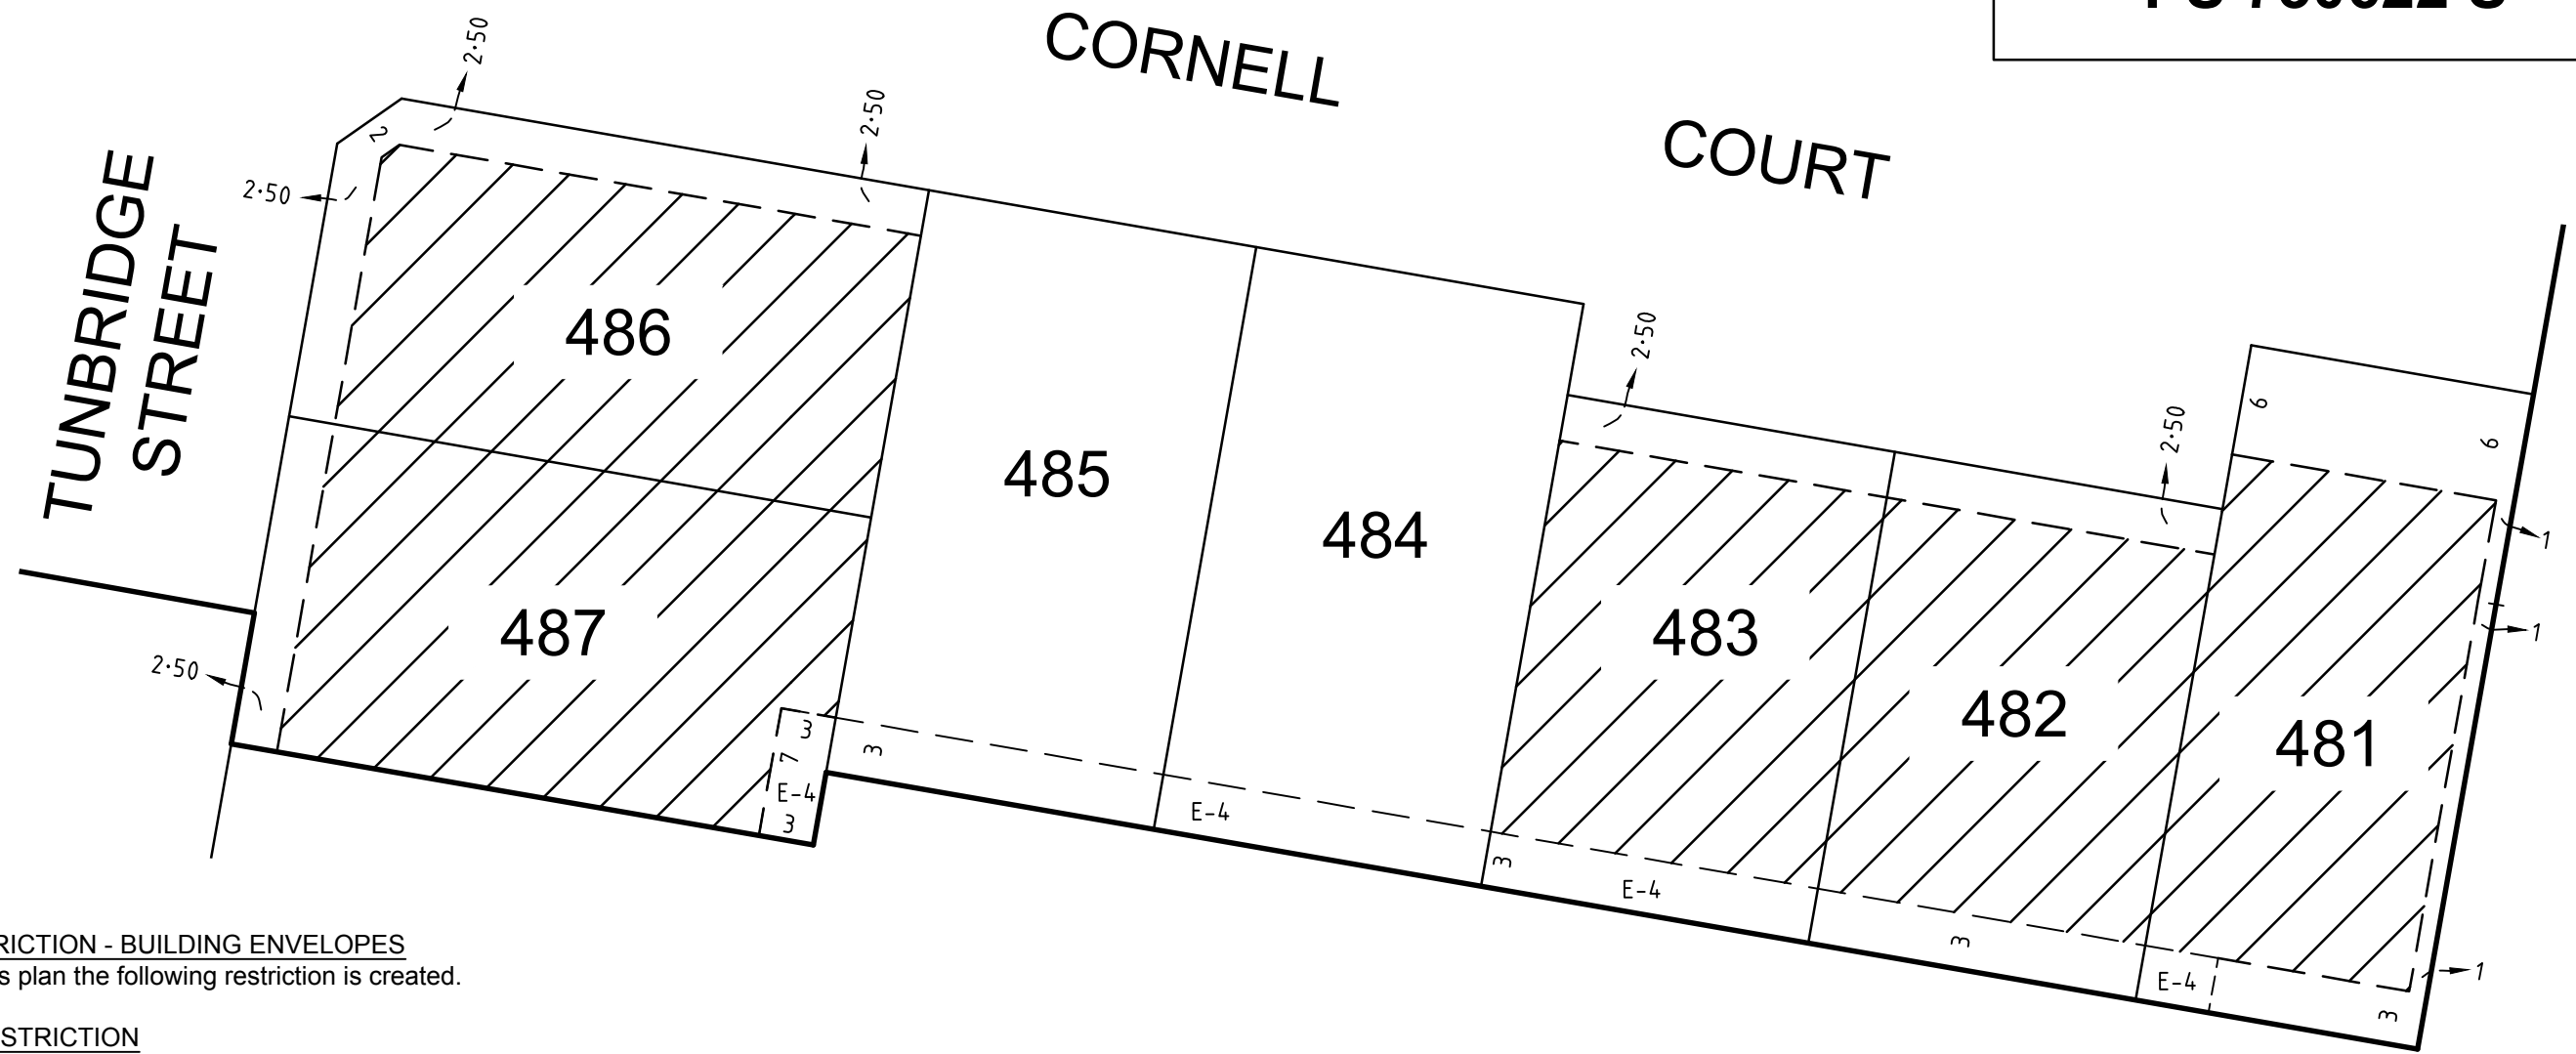 CORNELL
COURT
TUNBRIDGE
STREET
2·50
2·50
2·50
2
486
485
484
2·50
2·50
6
6
483
482
481
487
2·50
1
1
1
3
7
E-4
3
3
E-4
3
E-4
3
E-4
3
RICTION - BUILDING ENVELOPES
s plan the following restriction is created.
STRICTION